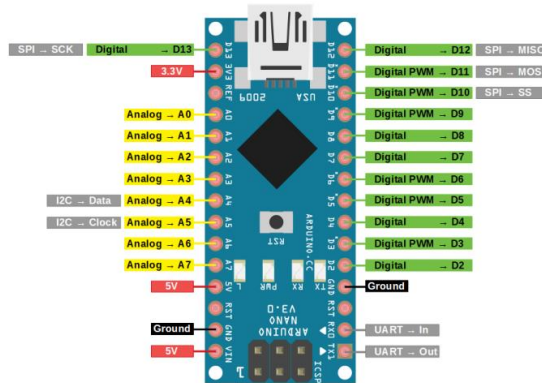 SPI → SCK Digital → D13
3.3V
Analog → A0
Analog → A1
Analog → A2
Analog → A3
I2C → Data Analog → A4
I2C → Clock Analog → A5
Analog → A6
Analog → A7
5V
Ground
5V
D13
3V3
REF
A0
A1
A2
A3
A4
A5
A6
A7
5V
RST
GND
VIN
2009
USA
RST
ARDUINO.CC
L
PWR
RX
TX
ARDUINO
NANO
V3.0
ICSP
1
D12
D11
D10
D9
D8
D7
D6
D5
D4
D3
D2
GND
RST
RX0
TX1
Digital → D12 SPI → MISO
Digital PWM → D11 SPI → MOS
Digital PWM → D10 SPI → SS
Digital PWM → D9
Digital → D8
Digital → D7
Digital PWM → D6
Digital PWM → D5
Digital → D4
Digital PWM → D3
Digital → D2
Ground
UART → In
UART → Out